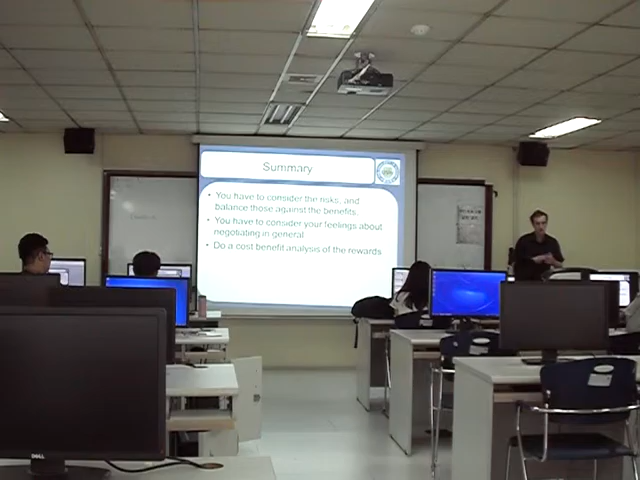 Summary
• You have to consider the risks, and
balance those against the benefits.
• You have to consider your feelings about
negotiating in general
• Do a cost benefit analysis of the rewards
DELL